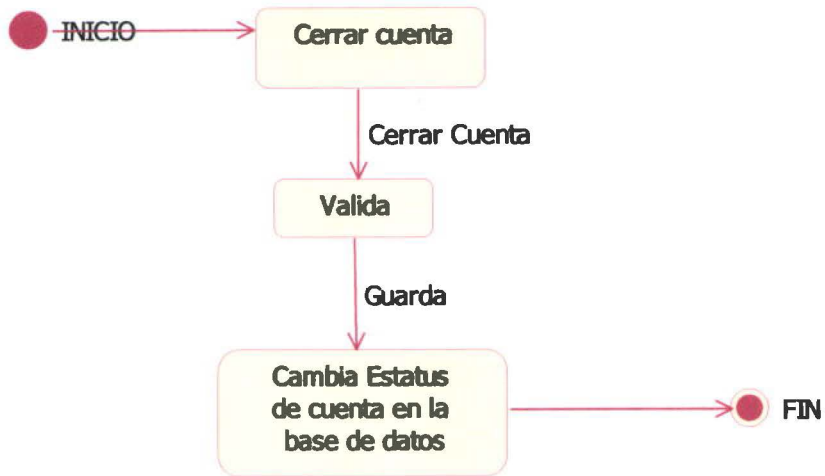 INICIO
Cerrar cuenta
Cerrar Cuenta
Valida
Guarda
Cambia Estatus
de cuenta en la
base de datos
FIN